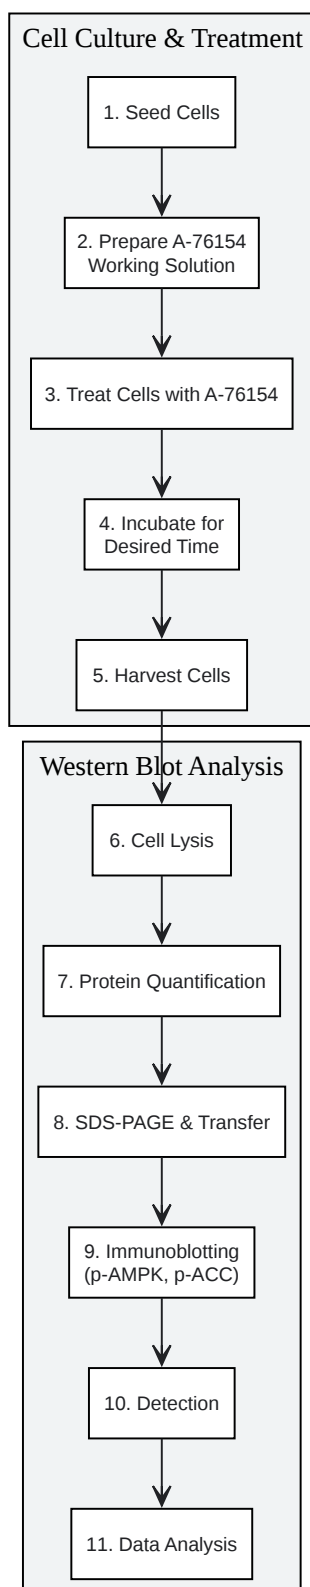 Cell Culture & Treatment
1. Seed Cells
2. Prepare A-76154
Working Solution
3. Treat Cells with A-76154
4. Incubate for
Desired Time
5. Harvest Cells
Western Blot Analysis
6. Cell Lysis
7. Protein Quantification
8. SDS-PAGE & Transfer
9. Immunoblotting
(p-AMPK, p-ACC)
10. Detection
11. Data Analysis